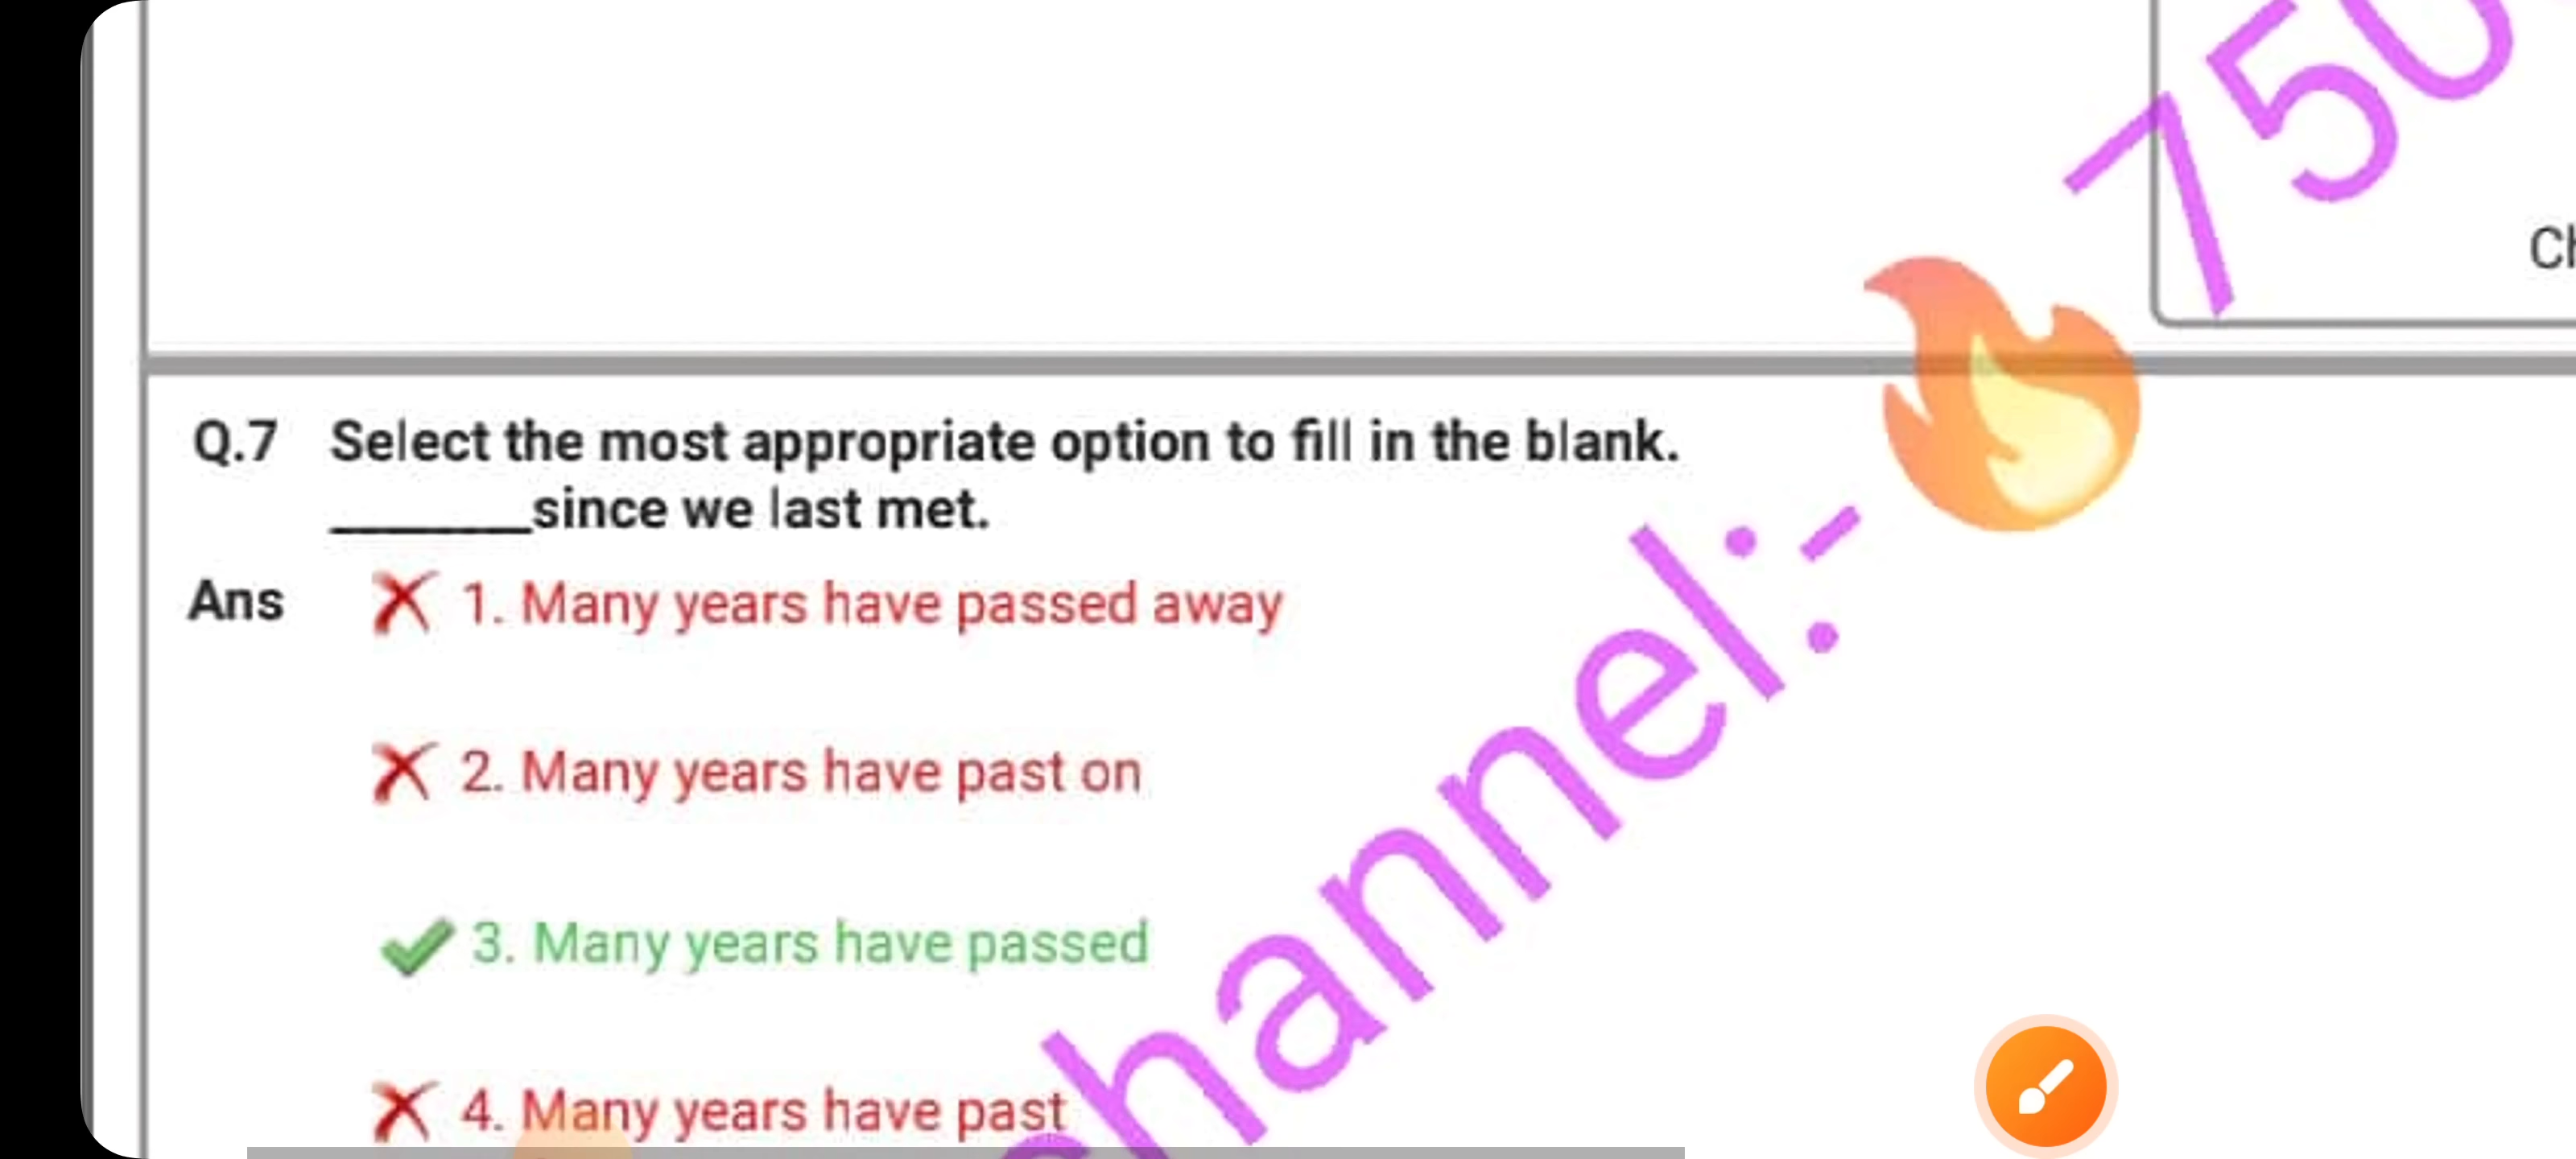 750
Ch
Q.7 Select the most appropriate option to fill in the blank.
________since we last met.
Ans 1. Many years have passed away
2. Many years have past on
3. Many years have passed
4. Many years have past
hannel:-